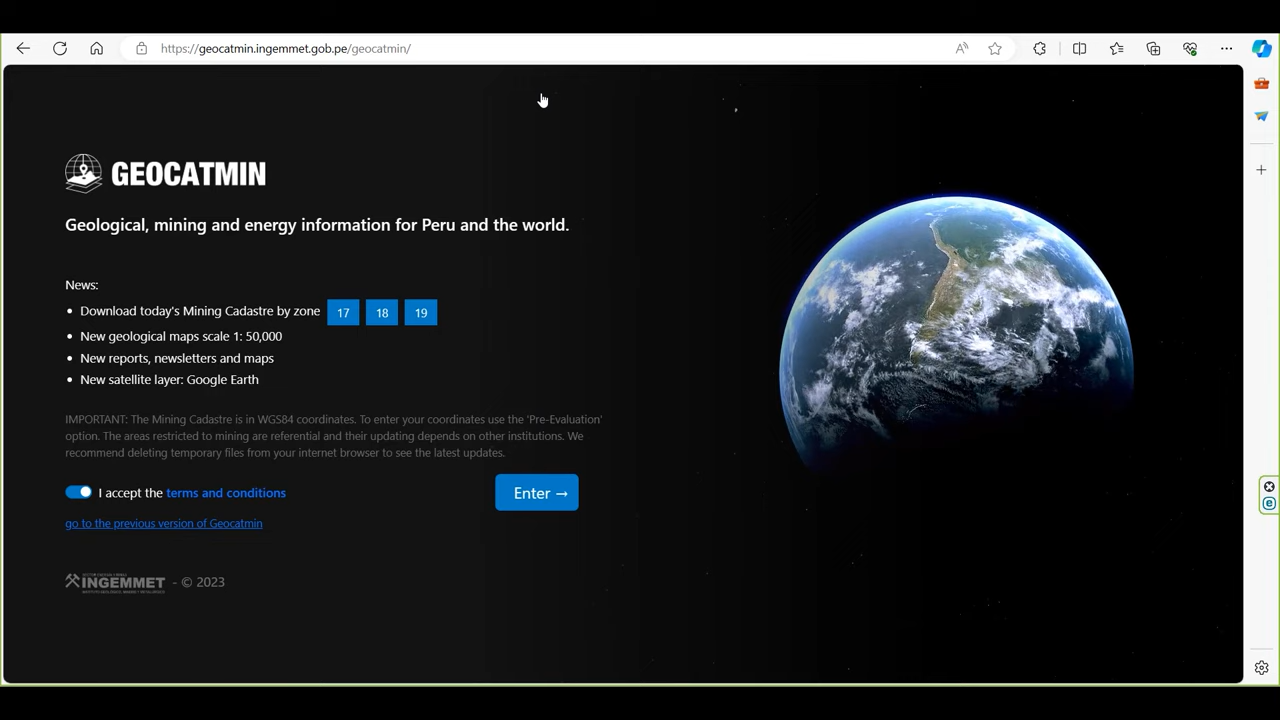 https://geocatmin.ingemmet.gob.pe/geocatmin/
GEOCATMIN
Geological, mining and energy information for Peru and the world.
News:
• Download today's Mining Cadastre by zone 17 18 19
• New geological maps scale 1: 50,000
• New reports, newsletters and maps
• New satellite layer: Google Earth
IMPORTANT: The Mining Cadastre is in WGS84 coordinates. To enter your coordinates use the 'Pre-Evaluation'
option. The areas restricted to mining are referential and their updating depends on other institutions. We
recommend deleting temporary files from your internet browser to see the latest updates.
I accept the terms and conditions
Enter →
go to the previous version of Geocatmin
INGEMMET - © 2023